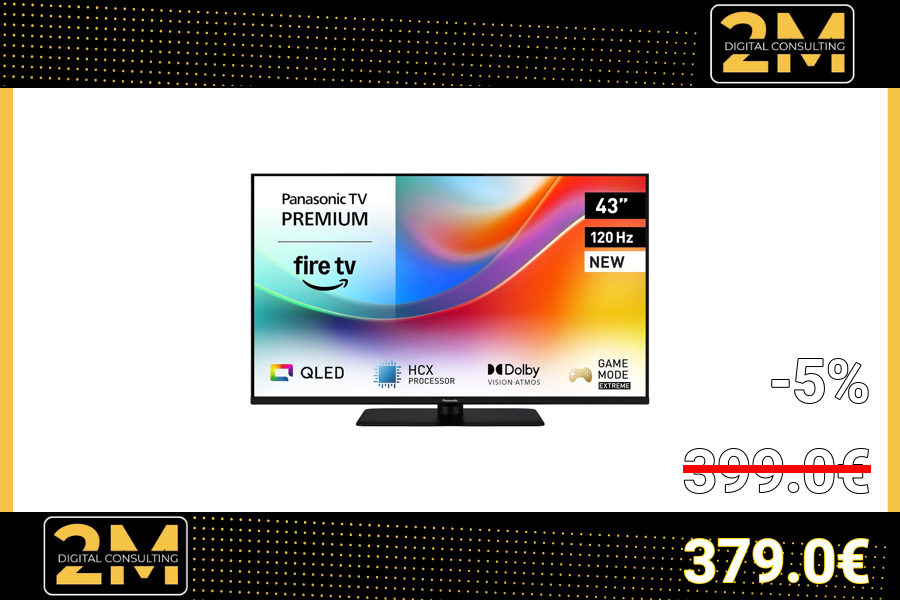 2M
DIGITAL CONSULTING
Panasonic TV
PREMIUM
fire tv
43”
120 Hz
NEW
QLED
HCX
PROCESSOR
Dolby
VISION·ATMOS
GAME
MODE
EXTREME
Panasonic
-5%
399.0€
2M
DIGITAL CONSULTING
379.0€